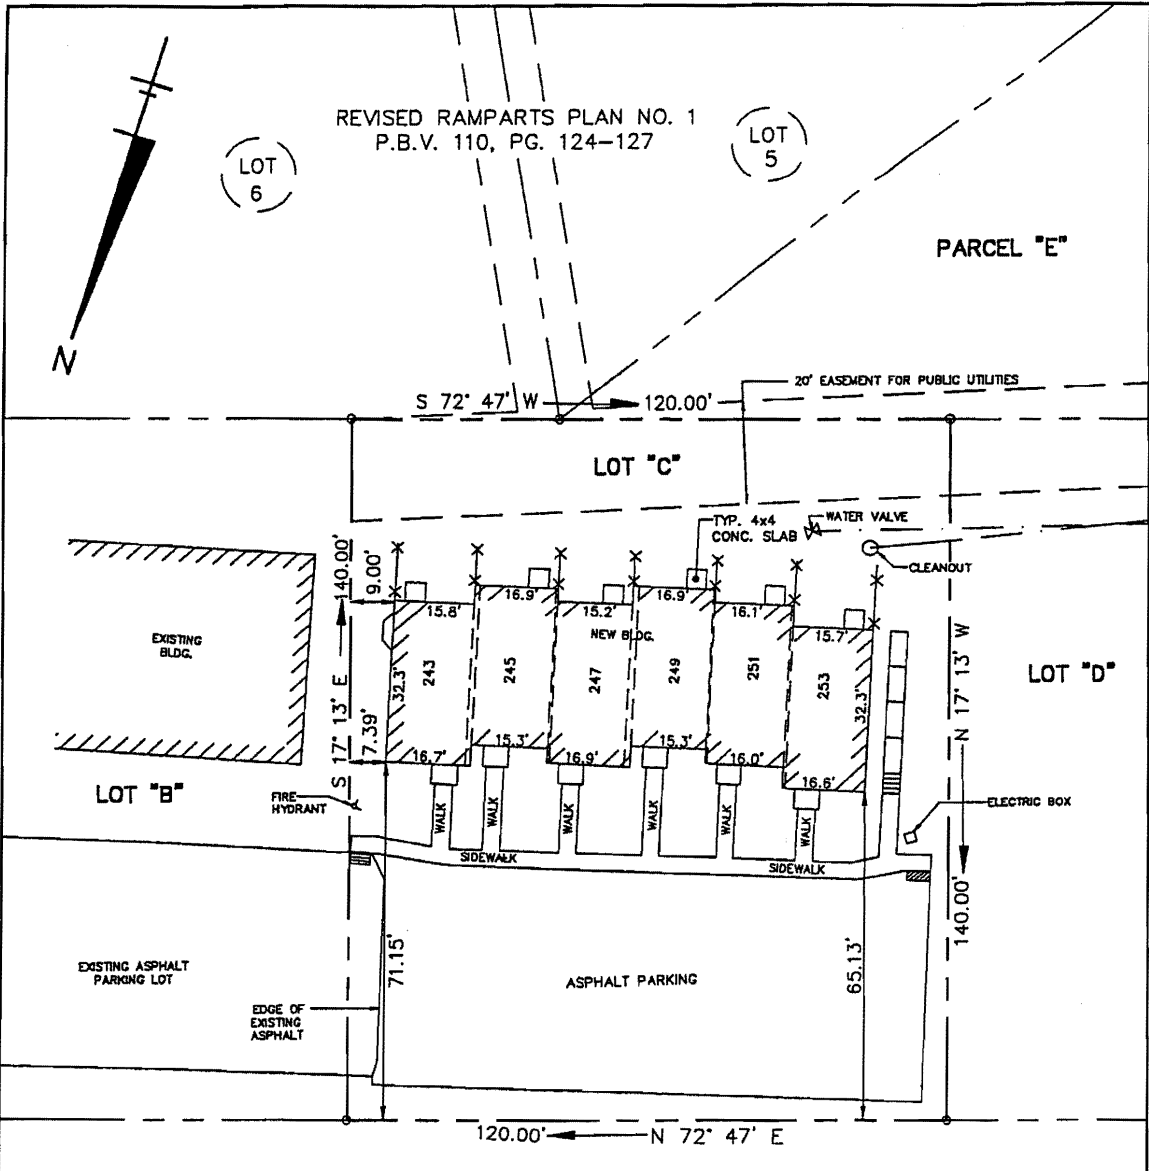 REVISED RAMPARTS PLAN NO. 1
P.B.V. 110, PG. 124-127
LOT
6
LOT
5
PARCEL "E"
N
20' EASEMENT FOR PUBLIC UTILITIES
S 72° 47' W
120.00'
LOT "C"
TYP. 4x4
CONC. SLAB
WATER VALVE
CLEANOUT
140.00'
9.00'
S 17° 13' E
7.39'
EXISTING
BLDG.
15.8'
16.9'
15.2'
16.9'
16.1'
15.7'
NEW BLDG.
32.3'
243
245
247
249
251
253
32.3'
N 17° 13' W
140.00'
LOT "D"
16.7'
15.3'
16.9'
15.3'
16.0'
16.6'
LOT "B"
FIRE
HYDRANT
WALK
WALK
WALK
WALK
WALK
WALK
ELECTRIC BOX
SIDEWALK
SIDEWALK
71.15'
65.13'
EXISTING ASPHALT
PARKING LOT
ASPHALT PARKING
EDGE OF
EXISTING
ASPHALT
120.00'
N 72° 47' E